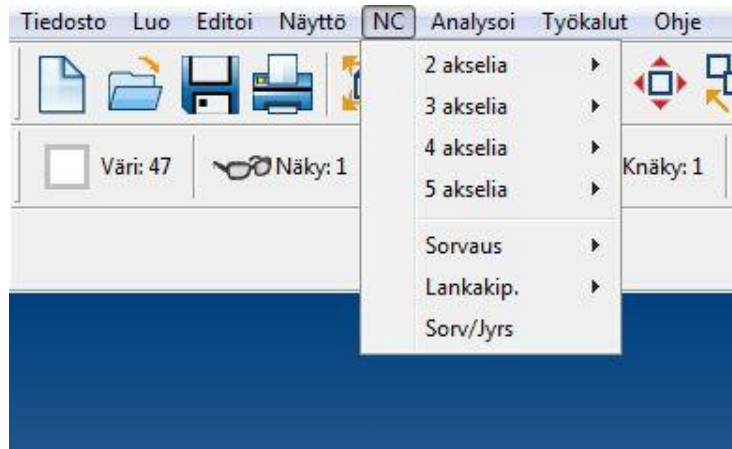 Tiedosto Luo Editoi Näyttö NC Analysoi Työkalut Ohje
2 akselia
3 akselia
4 akselia
5 akselia
Sorvaus
Lankakip.
Sorv/Jyrs
Väri: 47 Näky: 1 Knäky: 1